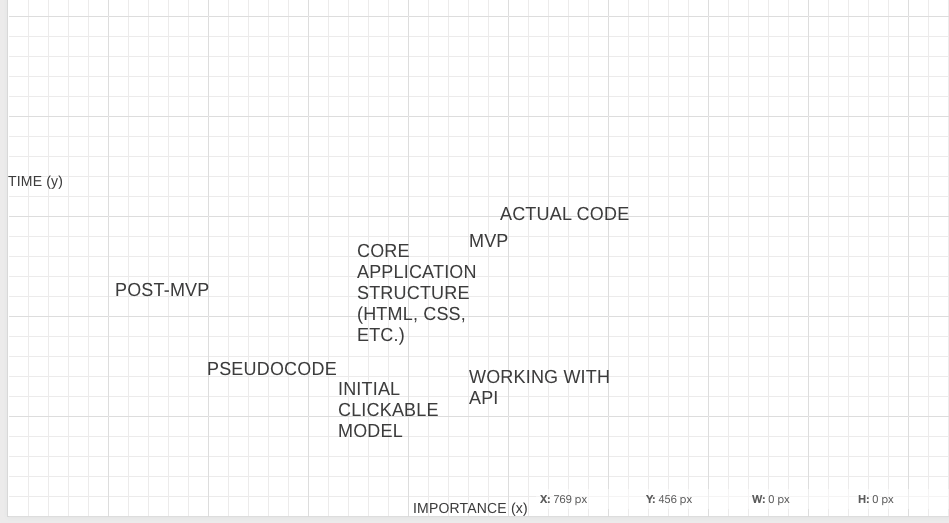 TIME (y)
ACTUAL CODE
MVP
CORE
APPLICATION
STRUCTURE
(HTML, CSS,
ETC.)
POST-MVP
PSEUDOCODE
INITIAL
CLICKABLE
MODEL
WORKING WITH
API
IMPORTANCE (x)
X: 769 px Y: 456 px W: 0 px H: 0 px